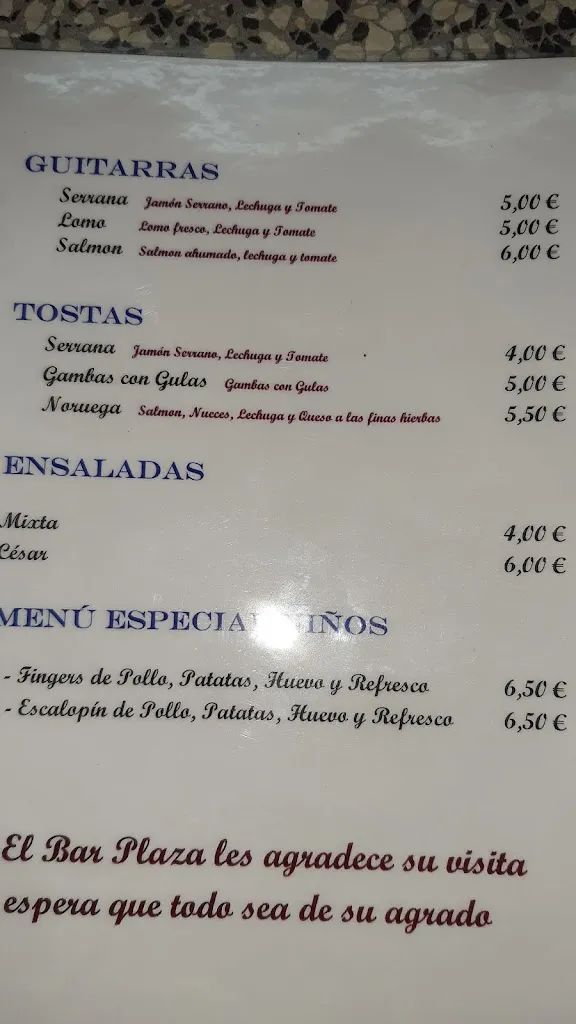 GUITARRAS
Serrana Jamón Serrano, Lechuga y Tomate 5,00 €
Lomo Lomo fresco, Lechuga y Tomate 5,00 €
Salmon Salmon ahumado, lechuga y tomate 6,00 €
TOSTAS
Serrana Jamón Serrano, Lechuga y Tomate 4,00 €
Gambas con Gulas Gambas con Gulas 5,00 €
Noruega Salmon, Nueces, Lechuga y Queso a las finas hierbas 5,50 €
ENSALADAS
Mixta 4,00 €
César 6,00 €
MENÚ ESPECIAL NIÑOS
- Fingers de Pollo, Patatas, Huevo y Refresco 6,50 €
- Escalopín de Pollo, Patatas, Huevo y Refresco 6,50 €
El Bar Plaza les agradece su visita
espera que todo sea de su agrado